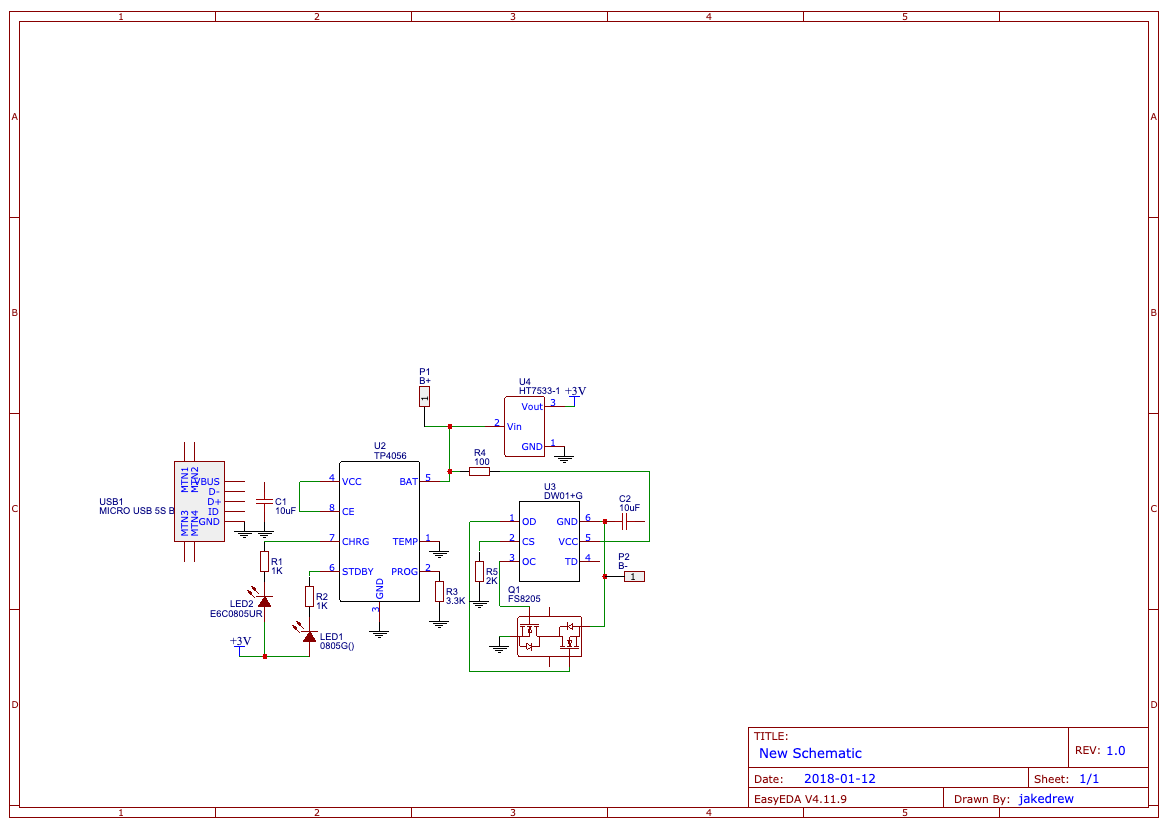 1 2 3 4 5
A A
B B
C C
D D
P1
B+
1
U4
HT7533-1 +3V
Vout 3
2 Vin
GND 1
U2
TP4056
R4
100
4 VCC BAT 5
8 CE
7 CHRG TEMP 1
6 STDBY PROG 2
GND
3
MTN1
MTN2
VBUS
D-
D+
ID
GND
MTN3
MTN4
USB1
MICRO USB 5S B
C1
10uF
U3
DW01+G
1 OD GND 6
2 CS VCC 5
3 OC TD 4
C2
10uF
P2
B-
1
R1
1K
R2
1K
R3
3.3K
R5
2K
Q1
FS8205
LED2
E6C0805UR
LED1
0805G()
+3V
TITLE:
New Schematic
REV: 1.0
Date: 2018-01-12
Sheet: 1/1
EasyEDA V4.11.9
Drawn By: jakedrew
1 2 3 4 5